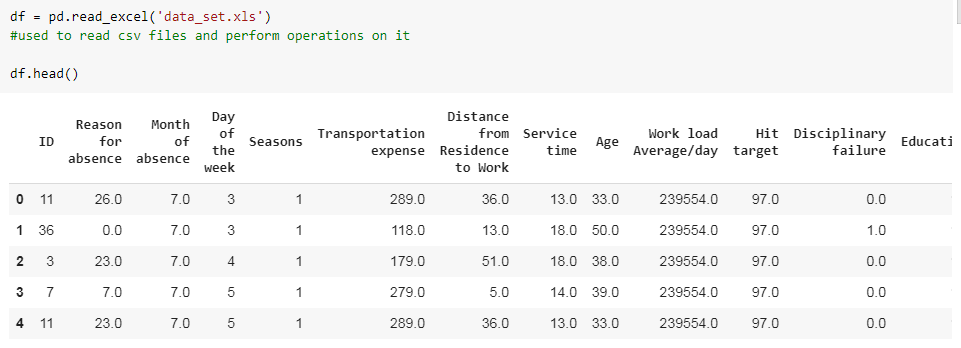 df = pd.read_excel('data_set.xls')
#used to read csv files and perform operations on it
df.head()
ID Reason for absence Month of absence Day of the week Seasons Transportation expense Distance from Residence to Work Service time Age Work load Average/day Hit target Disciplinary failure Educati
0 11 26.0 7.0 3 1 289.0 36.0 13.0 33.0 239554.0 97.0 0.0
1 36 0.0 7.0 3 1 118.0 13.0 18.0 50.0 239554.0 97.0 1.0
2 3 23.0 7.0 4 1 179.0 51.0 18.0 38.0 239554.0 97.0 0.0
3 7 7.0 7.0 5 1 279.0 5.0 14.0 39.0 239554.0 97.0 0.0
4 11 23.0 7.0 5 1 289.0 36.0 13.0 33.0 239554.0 97.0 0.0